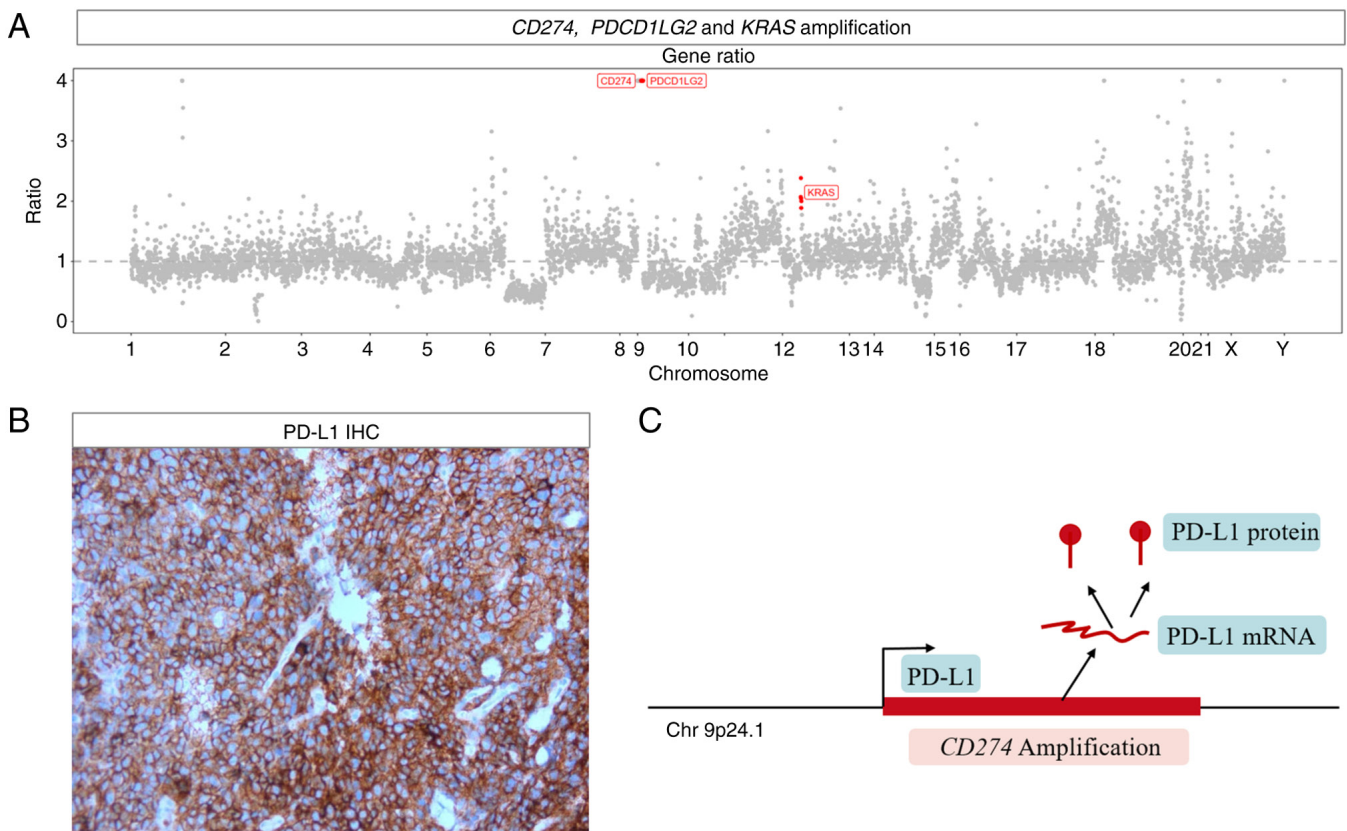 A
CD274, PDCD1LG2 and KRAS amplification
Gene ratio
Ratio
4
3
2
1
0
CD274
PDCD1LG2
KRAS
1 2 3 4 5 6 7 8 9 10 12 13 14 15 16 17 18 20 21 X Y
Chromosome
B
PD-L1 IHC
C
PD-L1 protein
PD-L1 mRNA
PD-L1
Chr 9p24.1
CD274 Amplification